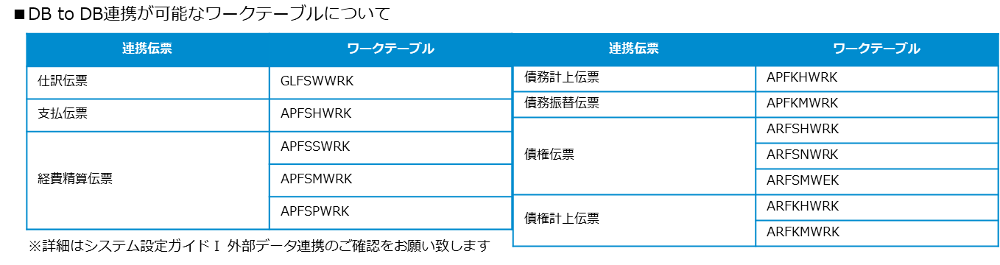 ■DB to DB連携が可能なワークテーブルについて
連携伝票 ワークテーブル
仕訳伝票 GLFSWWRK
支払伝票 APFSHWRK
経費精算伝票 APFSSWRK
APFSMWRK
APFSPWRK
連携伝票 ワークテーブル
債務計上伝票 APFKHWRK
債務振替伝票 APFKMWRK
債権伝票 ARFSHWRK
ARFSNWRK
ARFSMWEK
債権計上伝票 ARFKHWRK
ARFKMWRK
※詳細はシステム設定ガイドⅠ 外部データ連携のご確認をお願い致します